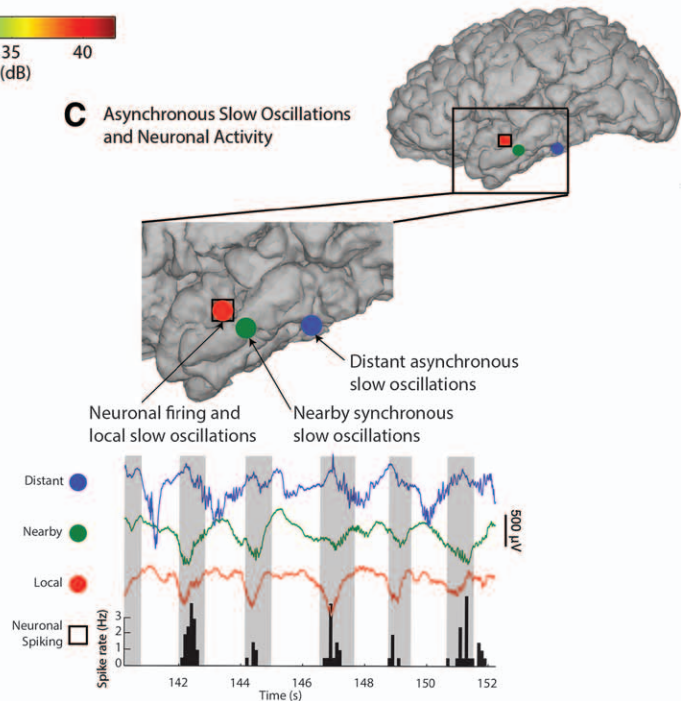 35
40
(dB)
C
Asynchronous Slow Oscillations
and Neuronal Activity
Distant asynchronous
slow oscillations
Neuronal firing and
local slow oscillations
Nearby synchronous
slow oscillations
Distant
Nearby
Local
500 µV
Neuronal
Spiking
Spike rate (Hz)
3
2
1
0
142
144
146
148
150
152
Time (s)